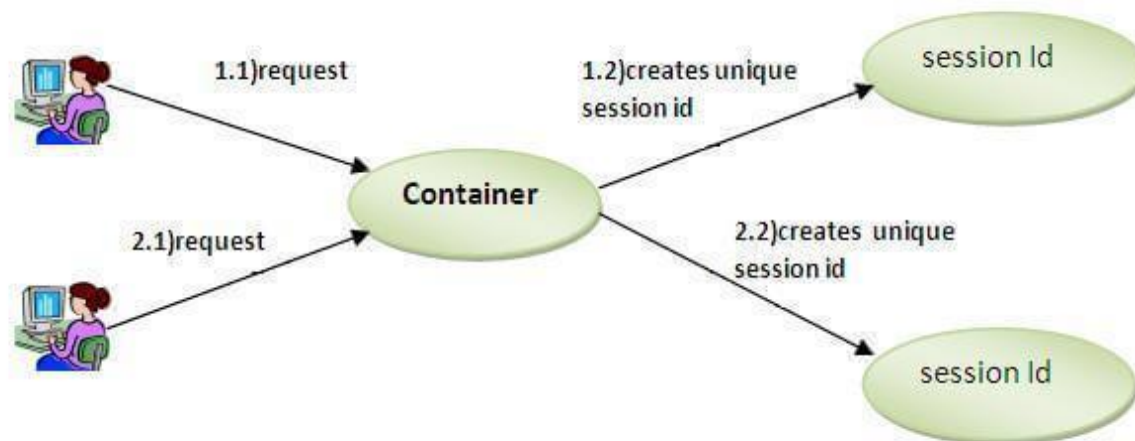 1.1)request
1.2)creates unique
session id
session Id
Container
2.1)request
2.2)creates unique
session id
session Id